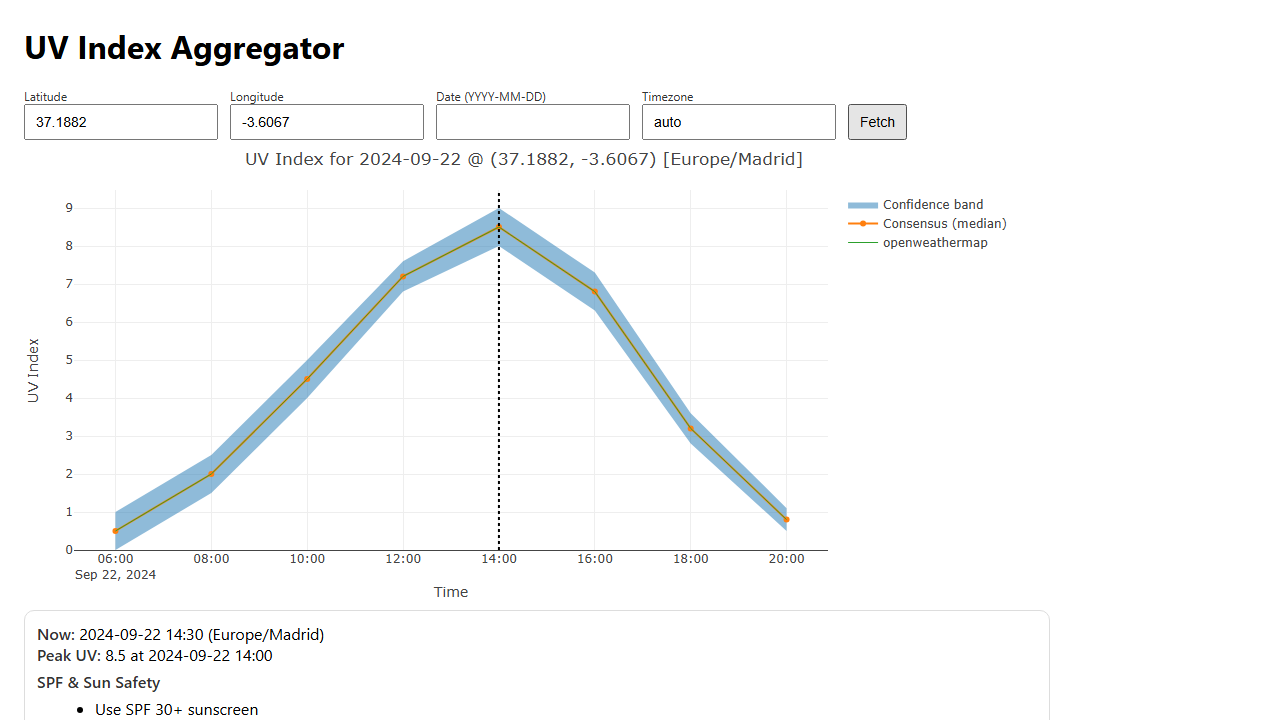 UV Index Aggregator
Latitude
Longitude
Date (YYYY-MM-DD)
Timezone
37.1882
-3.6067
auto
Fetch
UV Index for 2024-09-22 @ (37.1882, -3.6067) [Europe/Madrid]
Confidence band
Consensus (median)
openweathermap
UV Index
9
8
7
6
5
4
3
2
1
0
06:00
08:00
10:00
12:00
14:00
16:00
18:00
20:00
Sep 22, 2024
Time
Now: 2024-09-22 14:30 (Europe/Madrid)
Peak UV: 8.5 at 2024-09-22 14:00
SPF & Sun Safety
• Use SPF 30+ sunscreen